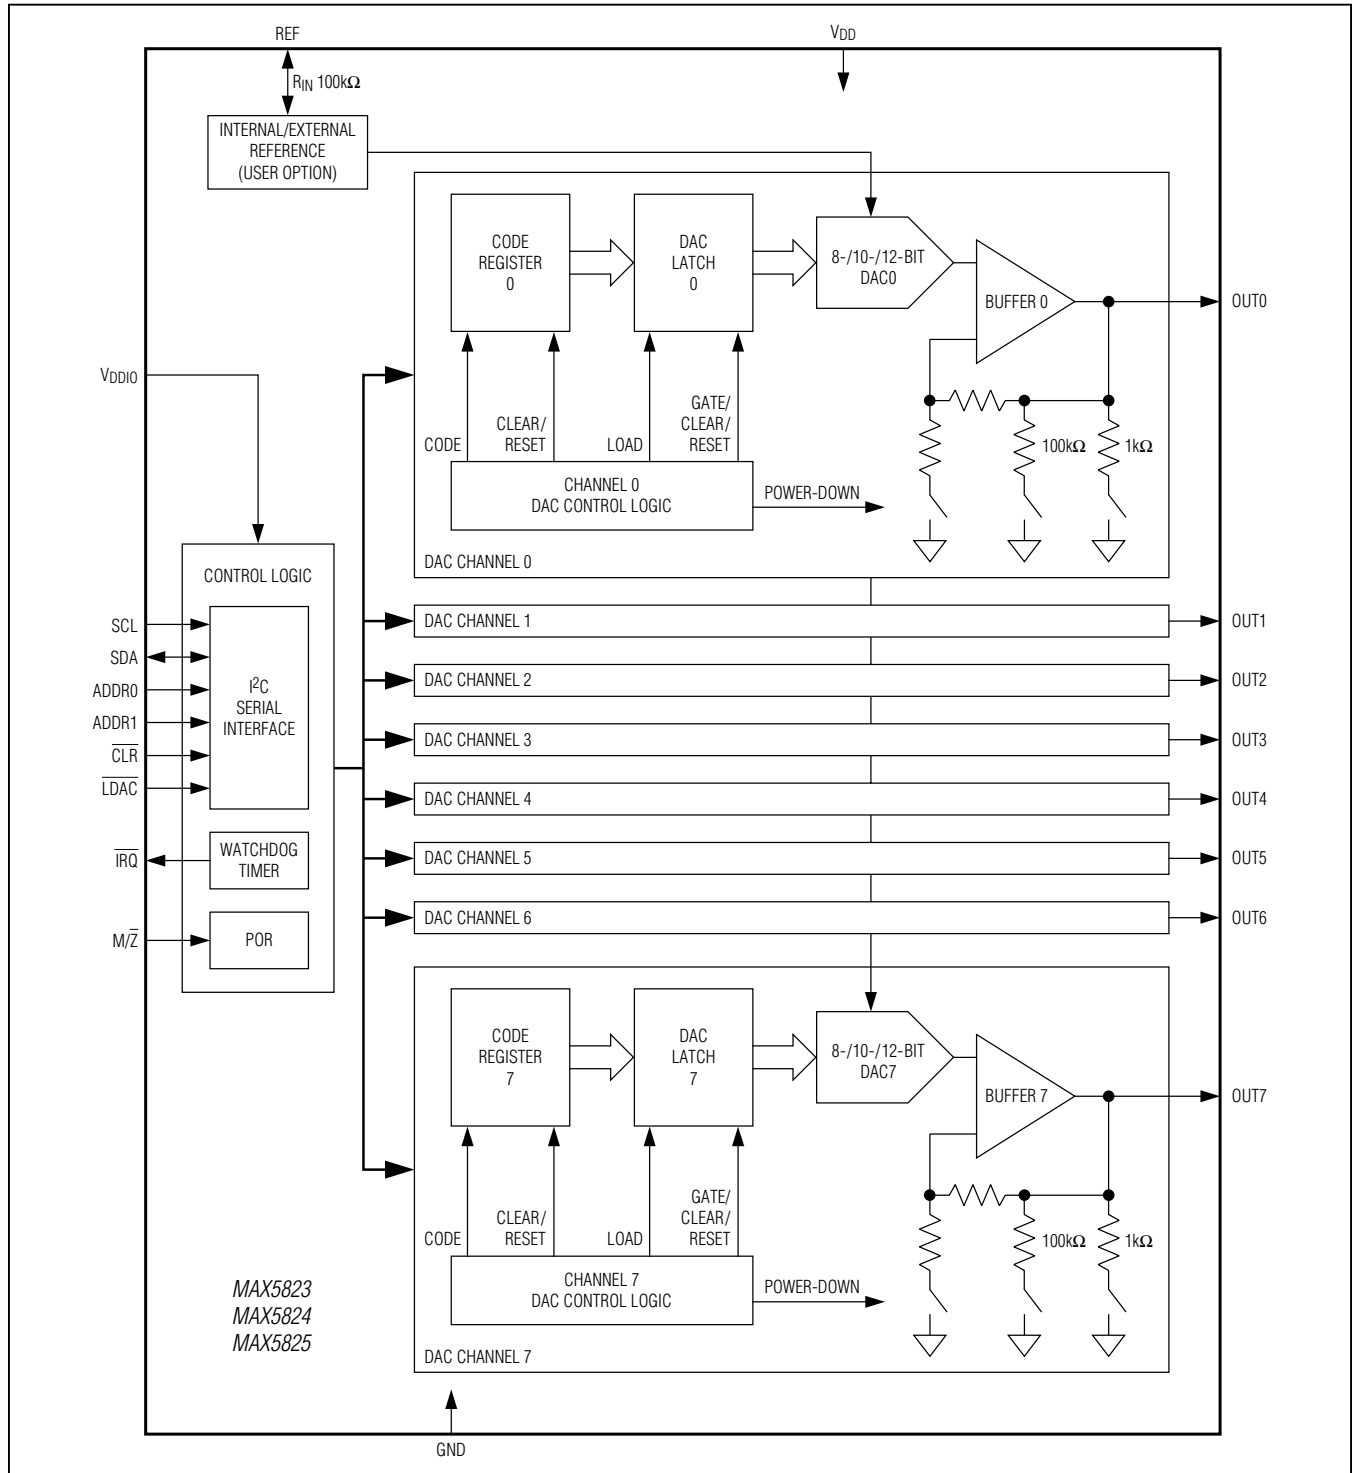 REF
VDD
RIN 100kΩ
INTERNAL/EXTERNAL
REFERENCE
(USER OPTION)
CODE
REGISTER
0
DAC
LATCH
0
8-/10-/12-BIT
DAC0
BUFFER 0
OUT0
VDDIO
CODE
CLEAR/
RESET
LOAD
GATE/
CLEAR/
RESET
100kΩ
1kΩ
CHANNEL 0
DAC CONTROL LOGIC
POWER-DOWN
DAC CHANNEL 0
CONTROL LOGIC
SCL
SDA
ADDR0
ADDR1
CLR
LDAC
I2C
SERIAL
INTERFACE
IRQ
WATCHDOG
TIMER
M/Z
POR
DAC CHANNEL 1
OUT1
DAC CHANNEL 2
OUT2
DAC CHANNEL 3
OUT3
DAC CHANNEL 4
OUT4
DAC CHANNEL 5
OUT5
DAC CHANNEL 6
OUT6
CODE
REGISTER
7
DAC
LATCH
7
8-/10-/12-BIT
DAC7
BUFFER 7
OUT7
CODE
CLEAR/
RESET
LOAD
GATE/
CLEAR/
RESET
100kΩ
1kΩ
CHANNEL 7
DAC CONTROL LOGIC
POWER-DOWN
DAC CHANNEL 7
MAX5823
MAX5824
MAX5825
GND